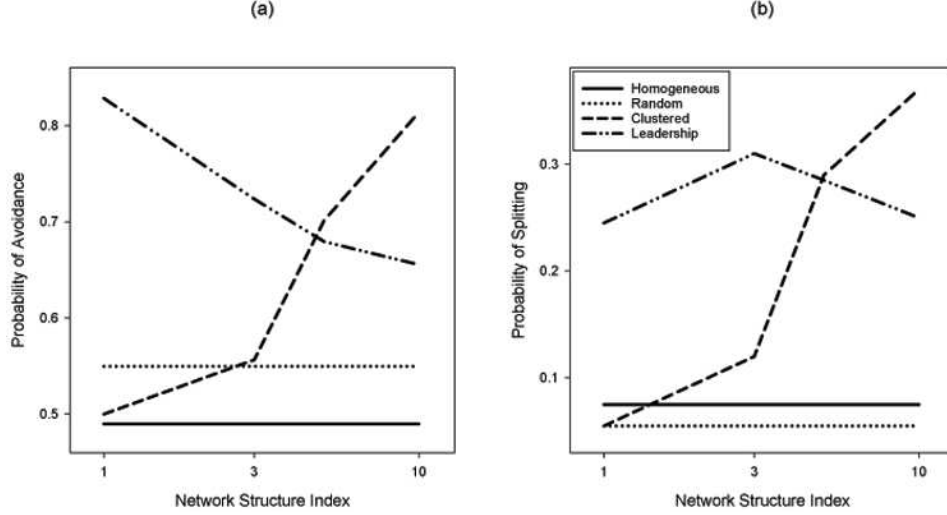 (a)
(b)
Probability of Avoidance
0.8
0.7
0.6
0.5
1
3
10
Network Structure Index
Homogeneous
Random
Clustered
Leadership
Probability of Splitting
0.3
0.2
0.1
1
3
10
Network Structure Index